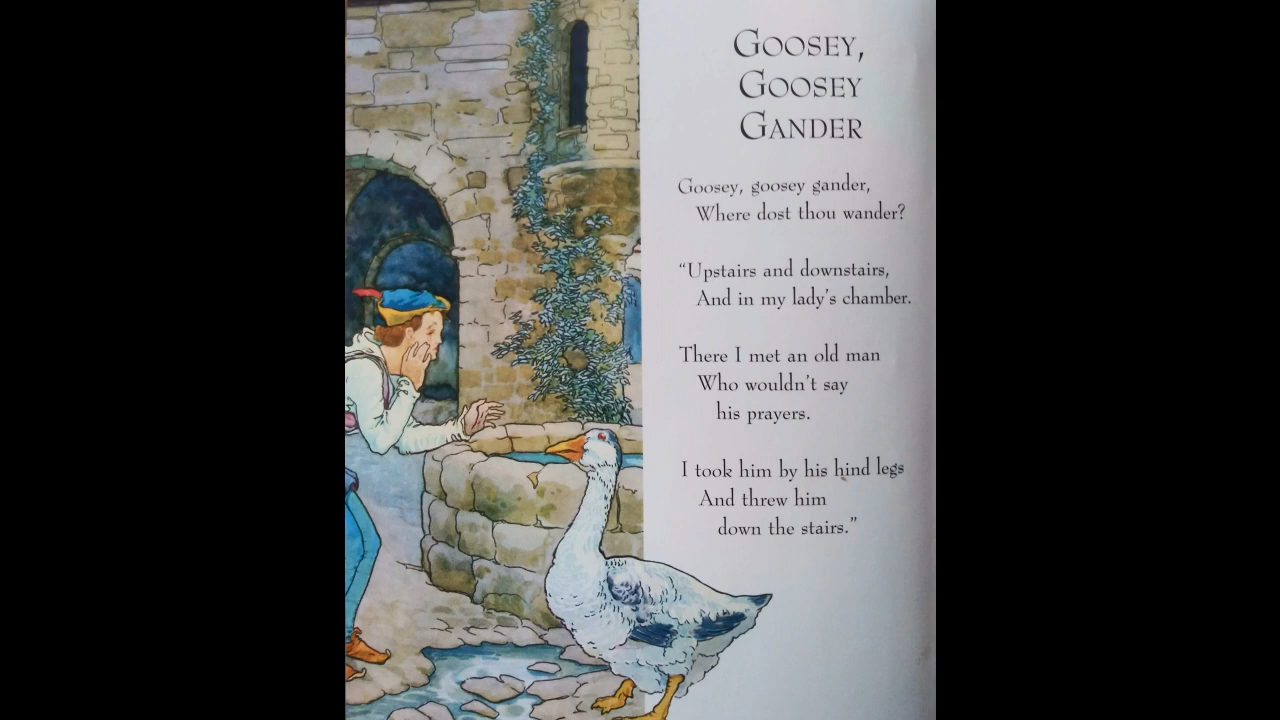 GOOSEY,
GOOSEY
GANDER
Goosey, goosey gander,
Where dost thou wander?
“Upstairs and downstairs,
And in my lady’s chamber.
There I met an old man
Who wouldn’t say
his prayers.
I took him by his hind legs
And threw him
down the stairs.”